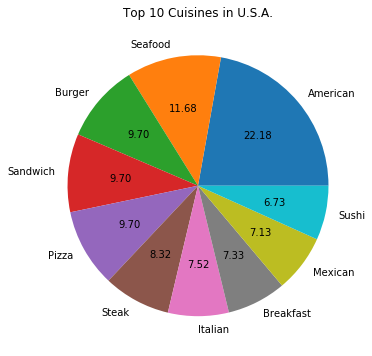 Top 10 Cuisines in U.S.A.
Seafood
American
Burger
11.68
22.18
9.70
Sandwich
9.70
6.73
Sushi
9.70
7.13
8.32
7.52
7.33
Pizza
Mexican
Steak
Italian
Breakfast